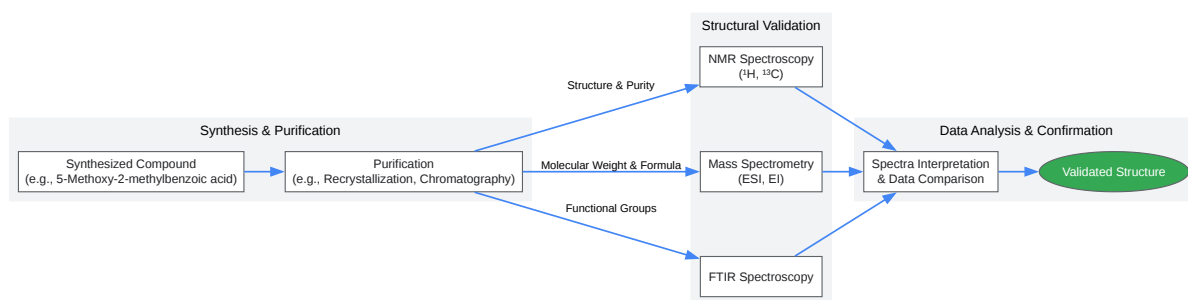 Structural Validation
NMR Spectroscopy
(¹H, ¹³C)
Structure & Purity
Synthesis & Purification
Data Analysis & Confirmation
Synthesized Compound
(e.g., 5-Methoxy-2-methylbenzoic acid)
Purification
(e.g., Recrystallization, Chromatography)
Molecular Weight & Formula
Mass Spectrometry
(ESI, EI)
Spectra Interpretation
& Data Comparison
Validated Structure
Functional Groups
FTIR Spectroscopy